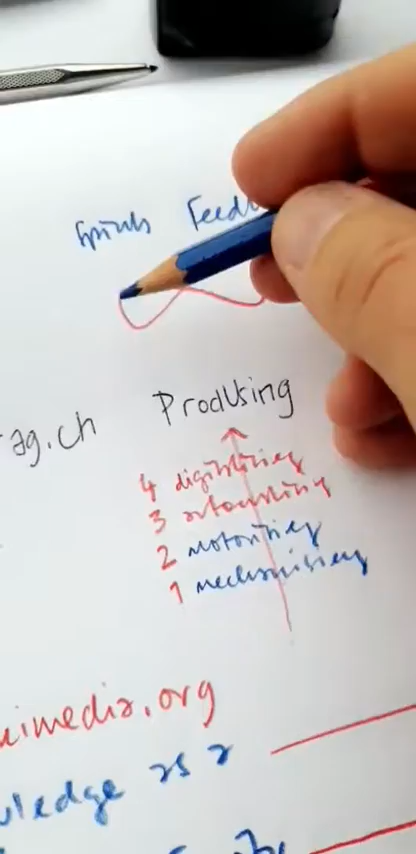 Feed
ag.ch
ProdUsing
4 digitising
3 automating
2 motorising
1 mechanising
imedia.org
ledge as a